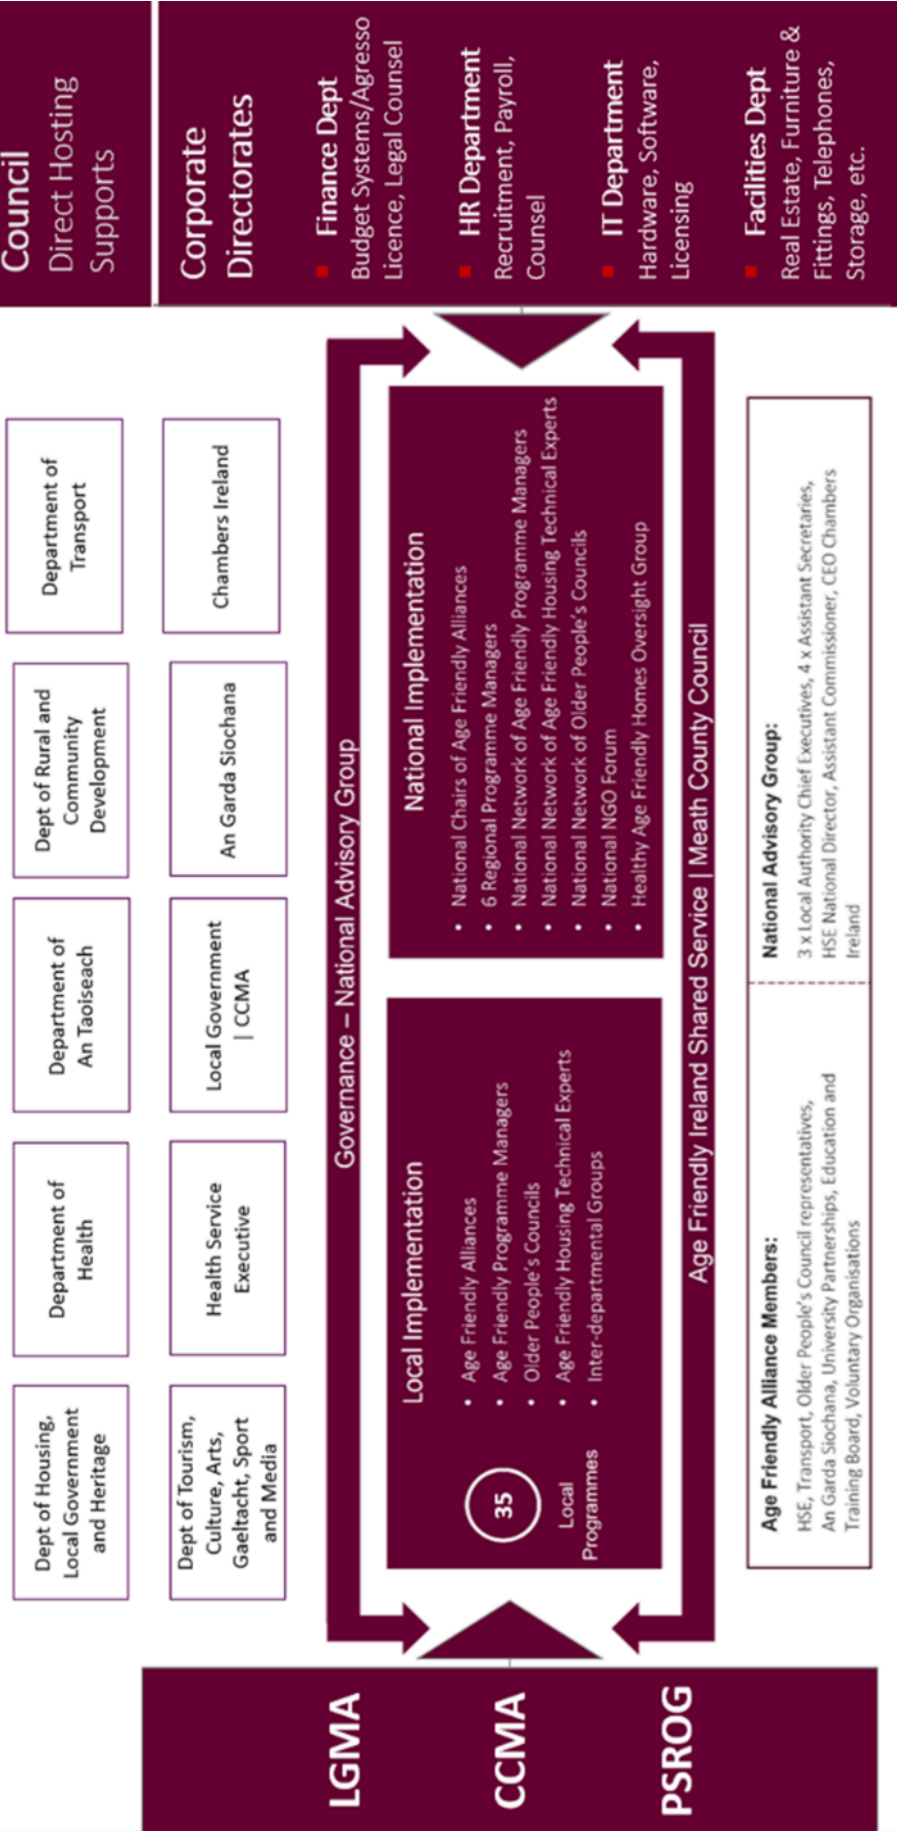 Dept of Housing,
Local Government
and Heritage
Department of
Health
Department of
An Taoiseach
Dept of Rural and
Community
Development
Department of
Transport
Dept of Tourism,
Culture, Arts,
Gaeltacht, Sport
and Media
Health Service
Executive
Local Government
| CCMA
An Garda Siochana
Chambers Ireland
LGMA
CCMA
PSROG
Governance – National Advisory Group
Local Implementation
35
Local
Programmes
• Age Friendly Alliances
• Age Friendly Programme Managers
• Older People's Councils
• Age Friendly Housing Technical Experts
• Inter-departmental Groups
National Implementation
• National Chairs of Age Friendly Alliances
• 6 Regional Programme Managers
• National Network of Age Friendly Programme Managers
• National Network of Age Friendly Housing Technical Experts
• National Network of Older People's Councils
• National NGO Forum
• Healthy Age Friendly Homes Oversight Group
Age Friendly Ireland Shared Service | Meath County Council
Age Friendly Alliance Members:
HSE, Transport, Older People's Council representatives,
An Garda Siochana, University Partnerships, Education and
Training Board, Voluntary Organisations
National Advisory Group:
3 x Local Authority Chief Executives, 4 x Assistant Secretaries,
HSE National Director, Assistant Commissioner, CEO Chambers
Ireland
Council
Direct Hosting
Supports
Corporate
Directorates
Finance Dept
Budget Systems/Agresso
Licence, Legal Counsel
HR Department
Recruitment, Payroll,
Counsel
IT Department
Hardware, Software,
Licensing
Facilities Dept
Real Estate, Furniture &
Fittings, Telephones,
Storage, etc.